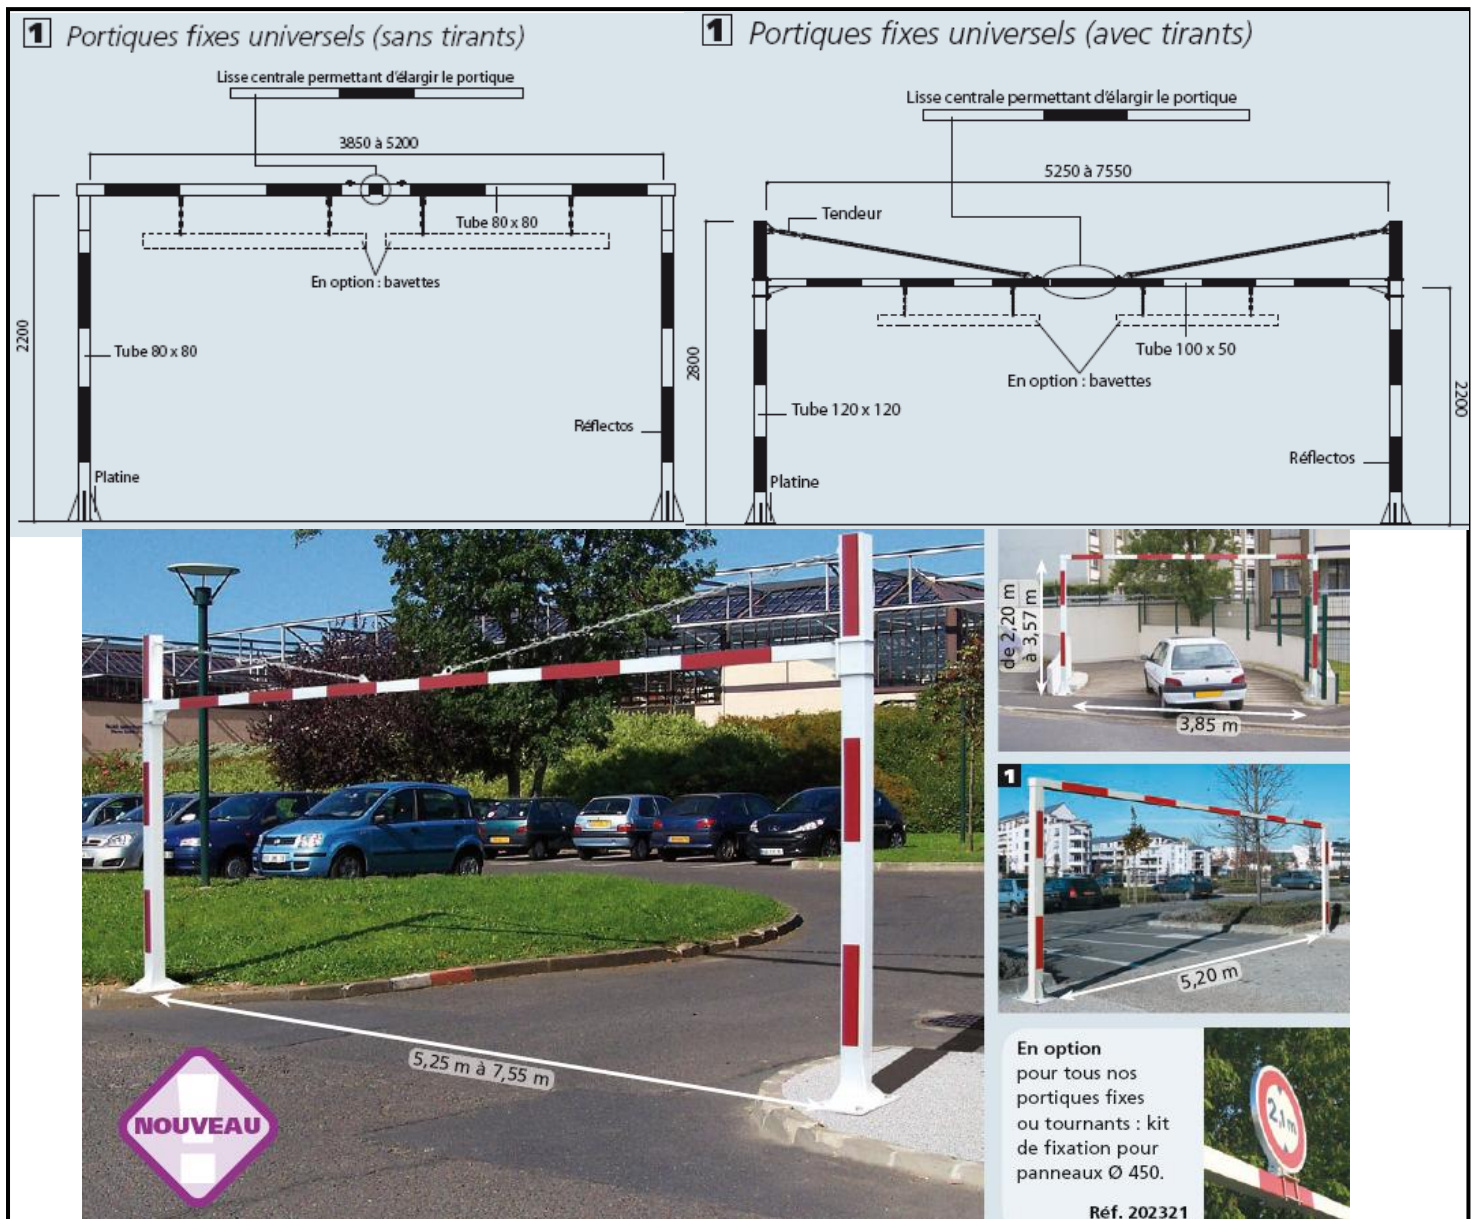 1 Portiques fixes universels (sans tirants)
Lisse centrale permettant d'élargir le portique
3850 à 5200
Tube 80 x 80
En option : bavettes
2200
Tube 80 x 80
Réflectos
Platine
1 Portiques fixes universels (avec tirants)
Lisse centrale permettant d'élargir le portique
5250 à 7550
Tendeur
Tube 100 x 50
En option : bavettes
2800
2200
Tube 120 x 120
Réflectos
Platine
5,25 m à 7,55 m
NOUVEAU
de 2,20 m
à 3,57 m
3,85 m
1
5,20 m
En option
pour tous nos
portiques fixes
ou tournants : kit
de fixation pour
panneaux Ø 450.
Réf. 202321
2,1 m